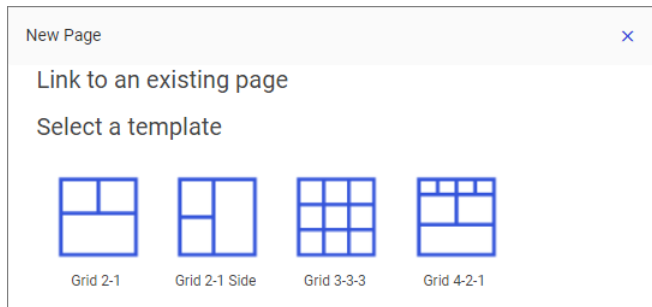 New Page
Link to an existing page
Select a template
Grid 2-1 Grid 2-1 Side Grid 3-3-3 Grid 4-2-1